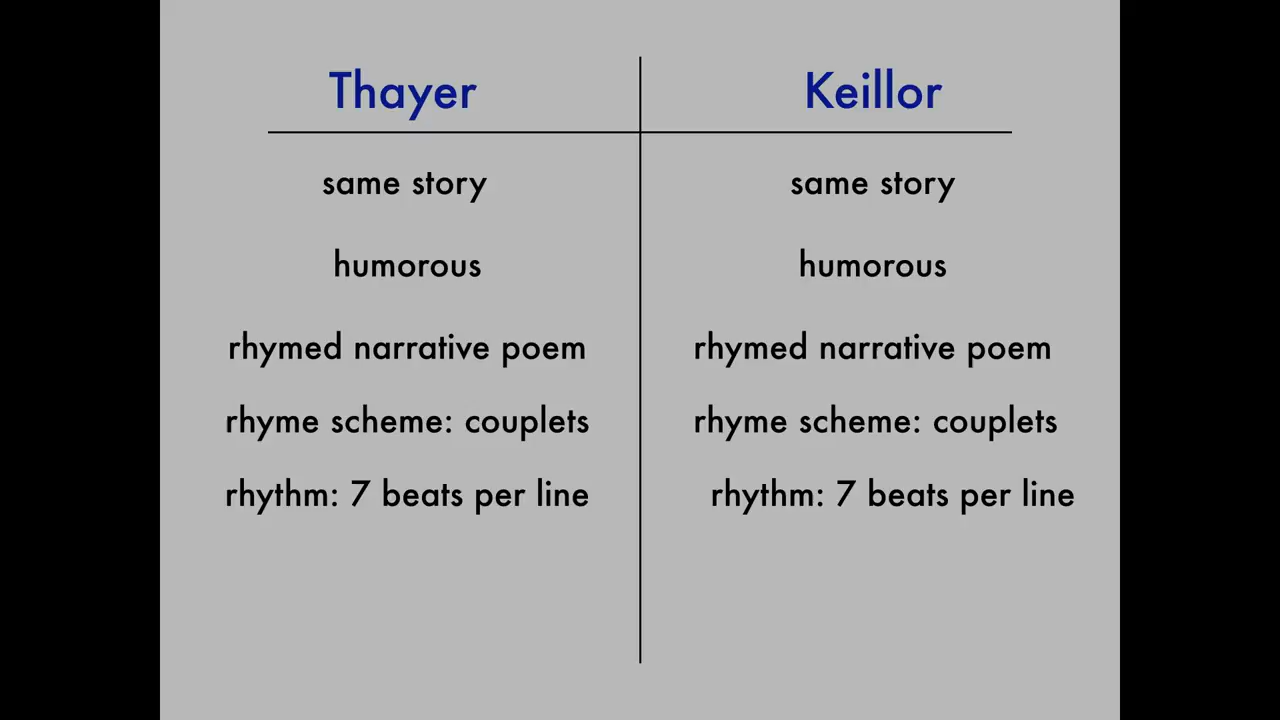 Thayer Keillor
same story same story
humorous humorous
rhymed narrative poem rhymed narrative poem
rhyme scheme: couplets rhyme scheme: couplets
rhythm: 7 beats per line rhythm: 7 beats per line